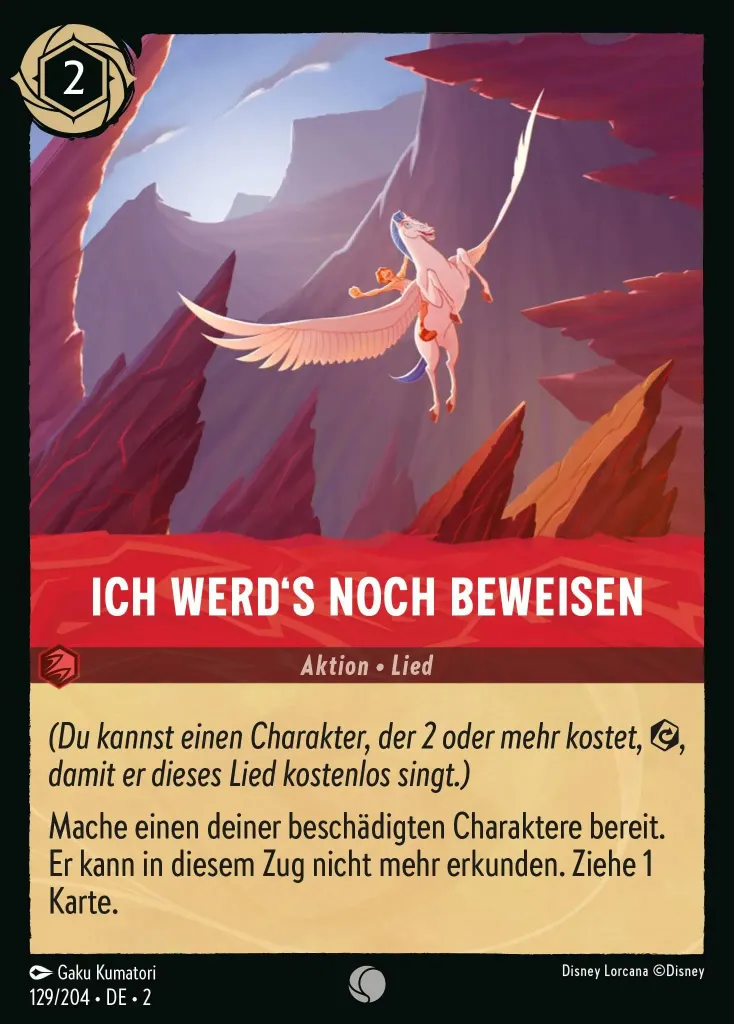 2
ICH WERD‘S NOCH BEWEISEN
Aktion • Lied
(Du kannst einen Charakter, der 2 oder mehr kostet, ,
damit er dieses Lied kostenlos singt.)
Mache einen deiner beschädigten Charaktere bereit.
Er kann in diesem Zug nicht mehr erkunden. Ziehe 1
Karte.
Gaku Kumatori
Disney Lorcana ©Disney
129/204 • DE • 2